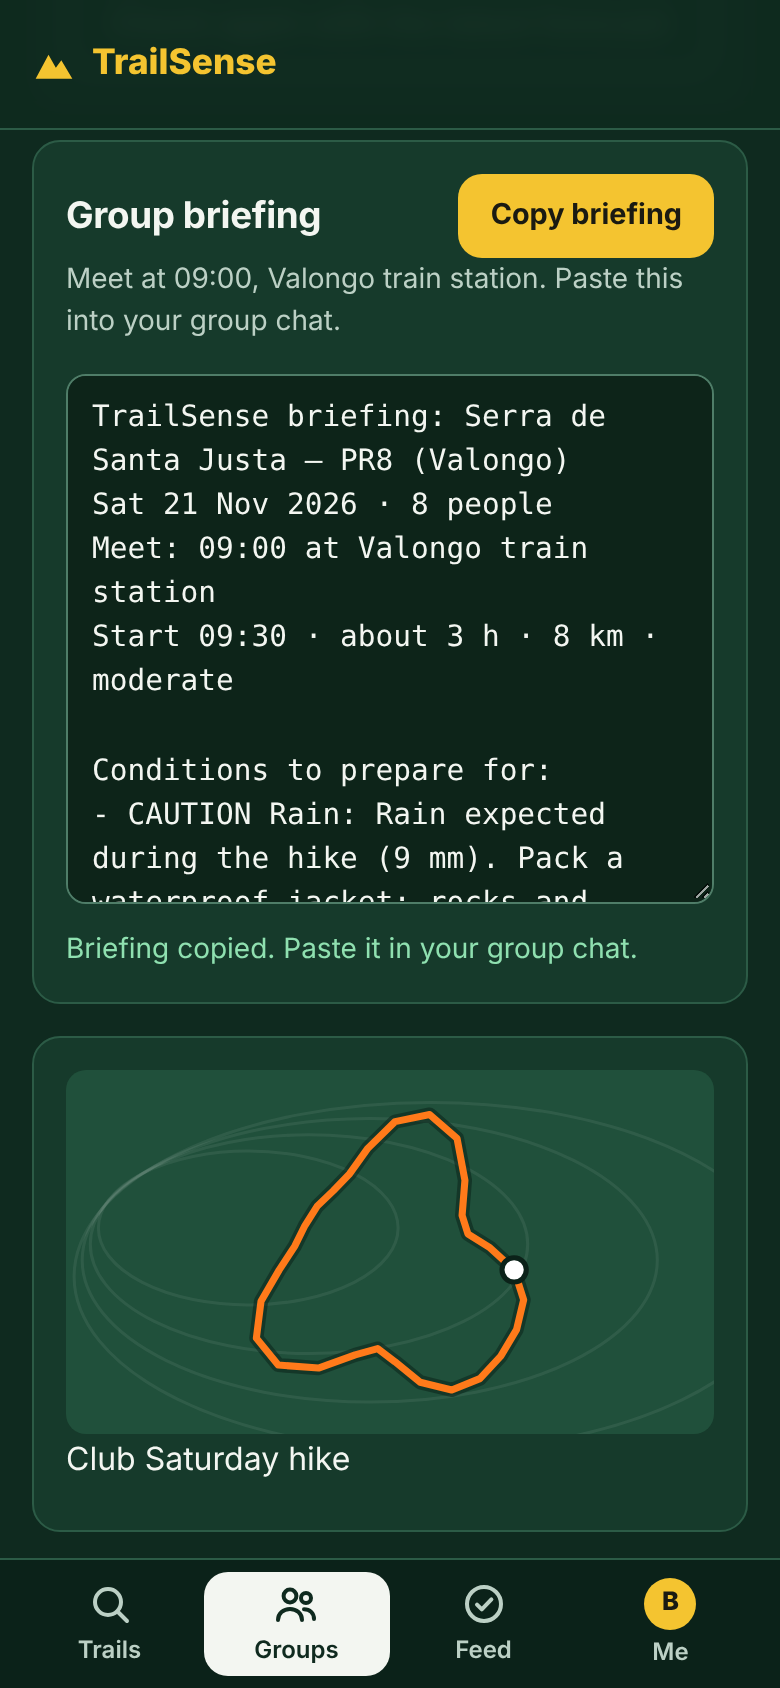 TrailSense
Group briefing
Copy briefing
Meet at 09:00, Valongo train station. Paste this
into your group chat.
TrailSense briefing: Serra de
Santa Justa – PR8 (Valongo)
Sat 21 Nov 2026 · 8 people
Meet: 09:00 at Valongo train
station
Start 09:30 · about 3 h · 8 km ·
moderate
Conditions to prepare for:
- CAUTION Rain: Rain expected
during the hike (9 mm). Pack a
waterproof jacket; rocks and
Briefing copied. Paste it in your group chat.
Club Saturday hike
Trails
Groups
Feed
B
Me